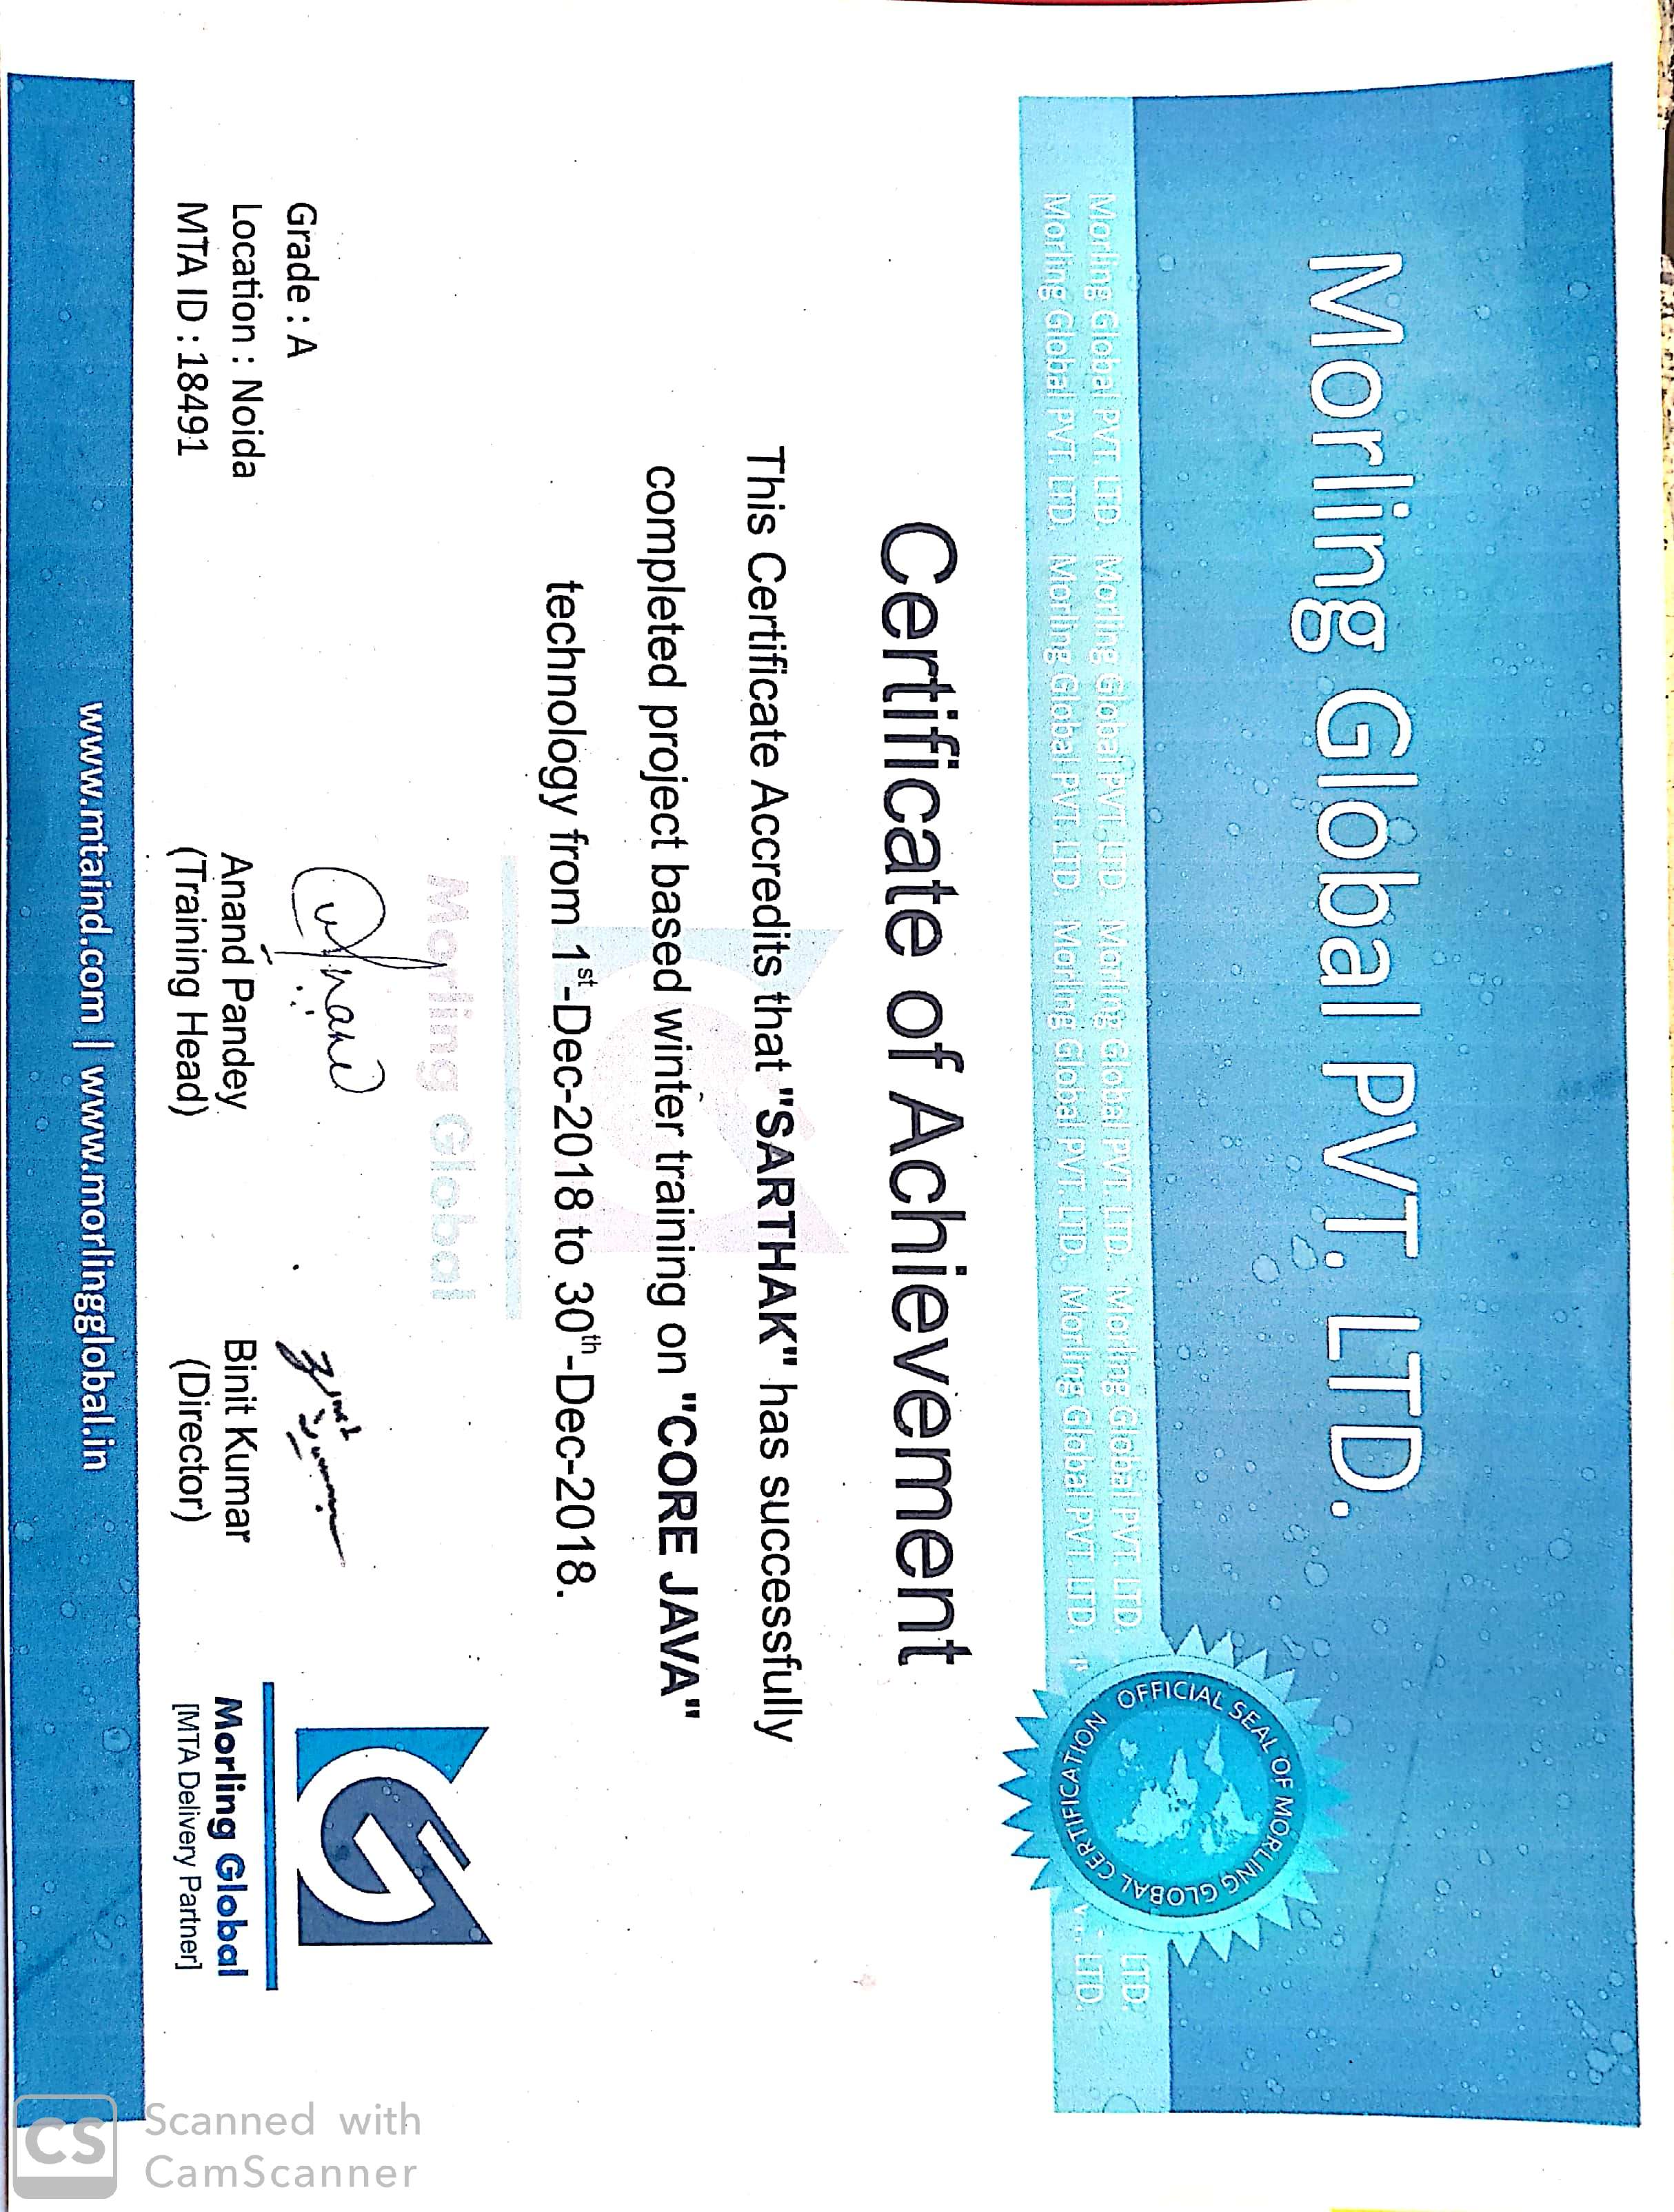 Morling Global PVT. LTD.
OFFICIAL SEAL OF MORLING GLOBAL CERTIFICATION
Morling Global PVT. LTD. Morling Global PVT. LTD. Morling Global PVT. LTD. Morling Global PVT. LTD. LTD.
Morling Global PVT. LTD. Morling Global PVT. LTD. Morling Global PVT. LTD. Morling Global PVT. LTD. LTD.
Certificate of Achievement
This Certificate Accredits that "SARTHAK" has successfully
completed project based winter training on "CORE JAVA"
technology from 1st-Dec-2018 to 30th-Dec-2018.
Morling Global
Grade : A
Location : Noida
MTA ID : 18491
Anand
Anand Pandey
(Training Head)
Binit Kumar
(Director)
Morling Global
[MTA Delivery Partner]
www.mtaind.com | www.morlingglobal.in
Scanned with
CamScanner
CS